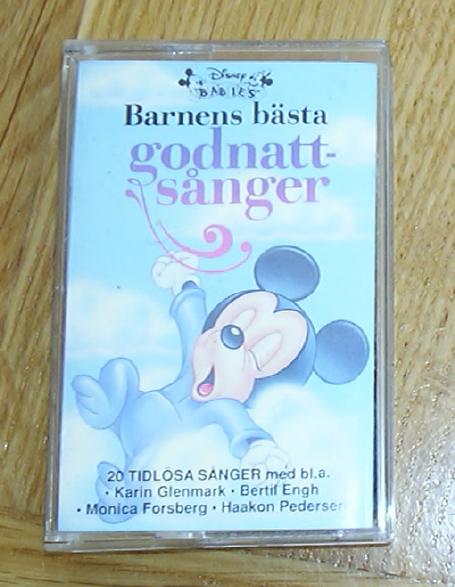 Disney
BABIES
Barnens bästa
godnatt-
sånger
20 TIDLÖSA SÅNGER med bl.a.
· Karin Glenmark · Bertil Engh
· Monica Forsberg · Haakon Pedersen